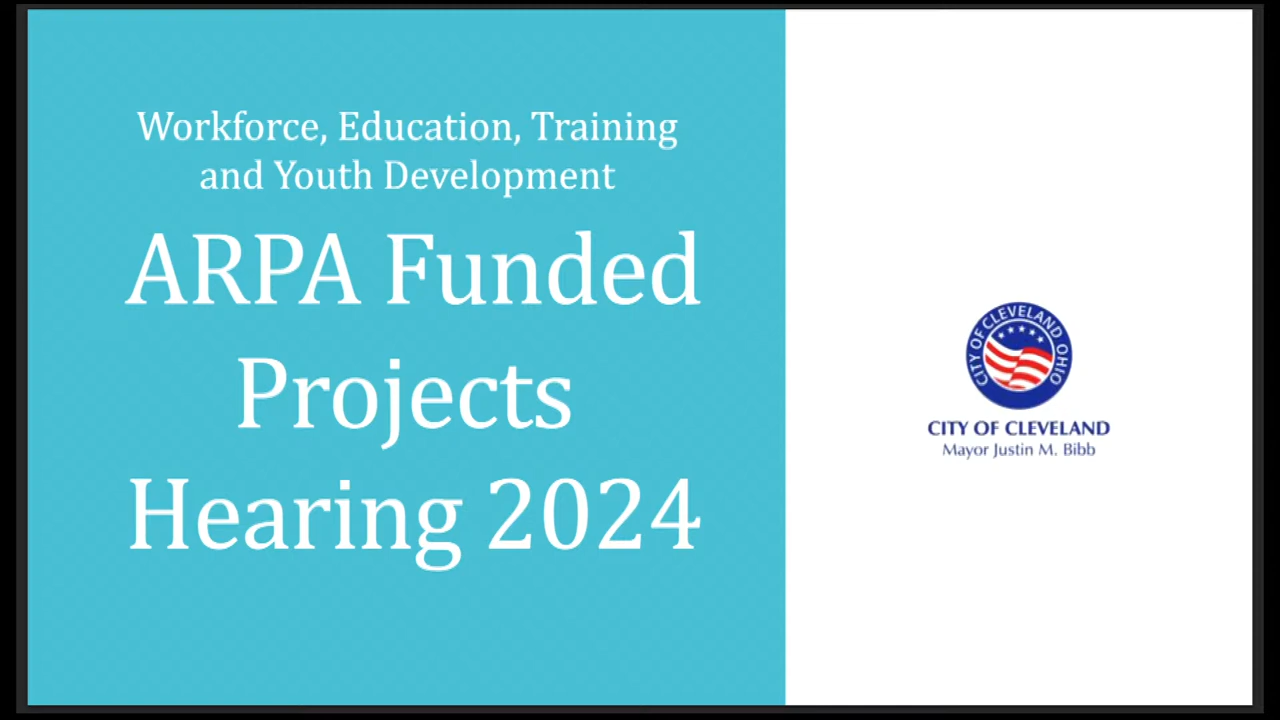 Workforce, Education, Training
and Youth Development
ARPA Funded
Projects
Hearing 2024
CITY OF CLEVELAND OHIO
CITY OF CLEVELAND
Mayor Justin M. Bibb